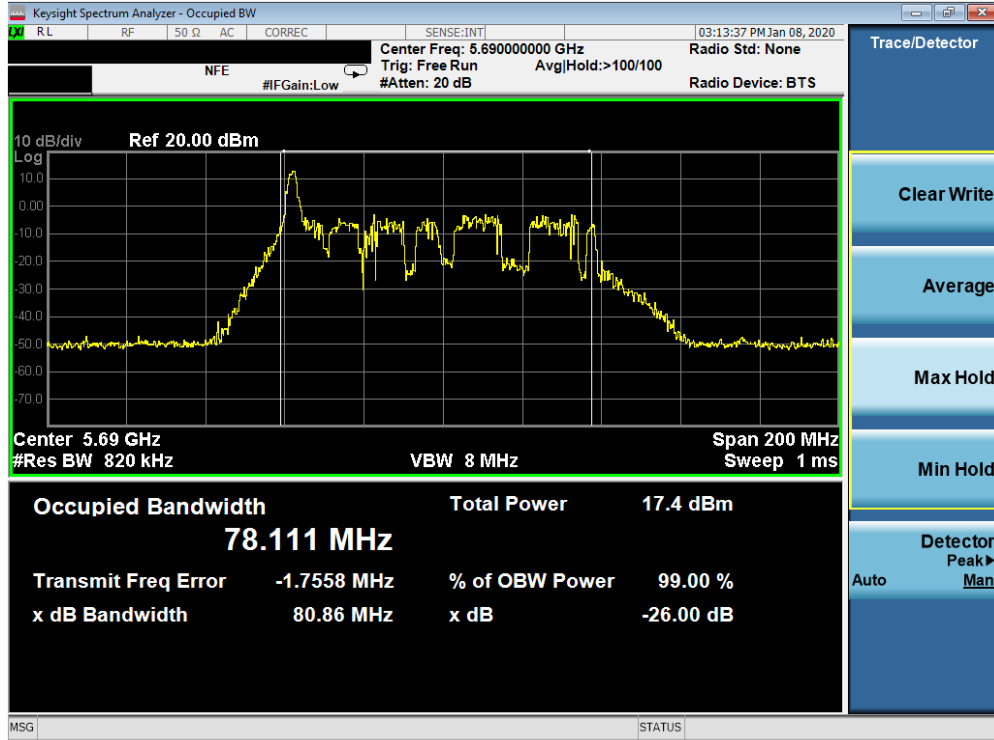 Keysight Spectrum Analyzer - Occupied BW
LXI RL RF 50 Ω AC CORREC SENSE:INT 03:13:37 PM Jan 08, 2020
Center Freq: 5.690000000 GHz Radio Std: None
NFE Trig: Free Run Avg|Hold:>100/100
#IFGain:Low #Atten: 20 dB Radio Device: BTS
Trace/Detector
10 dB/div Ref 20.00 dBm
Log
10.0
0.00
-10.0
-20.0
-30.0
-40.0
-50.0
-60.0
-70.0
Center 5.69 GHz Span 200 MHz
#Res BW 820 kHz VBW 8 MHz Sweep 1 ms
Occupied Bandwidth Total Power 17.4 dBm
78.111 MHz
Transmit Freq Error -1.7558 MHz % of OBW Power 99.00 %
x dB Bandwidth 80.86 MHz x dB -26.00 dB
Clear Write
Average
Max Hold
Min Hold
Detector
Peak▶
Auto Man
MSG STATUS